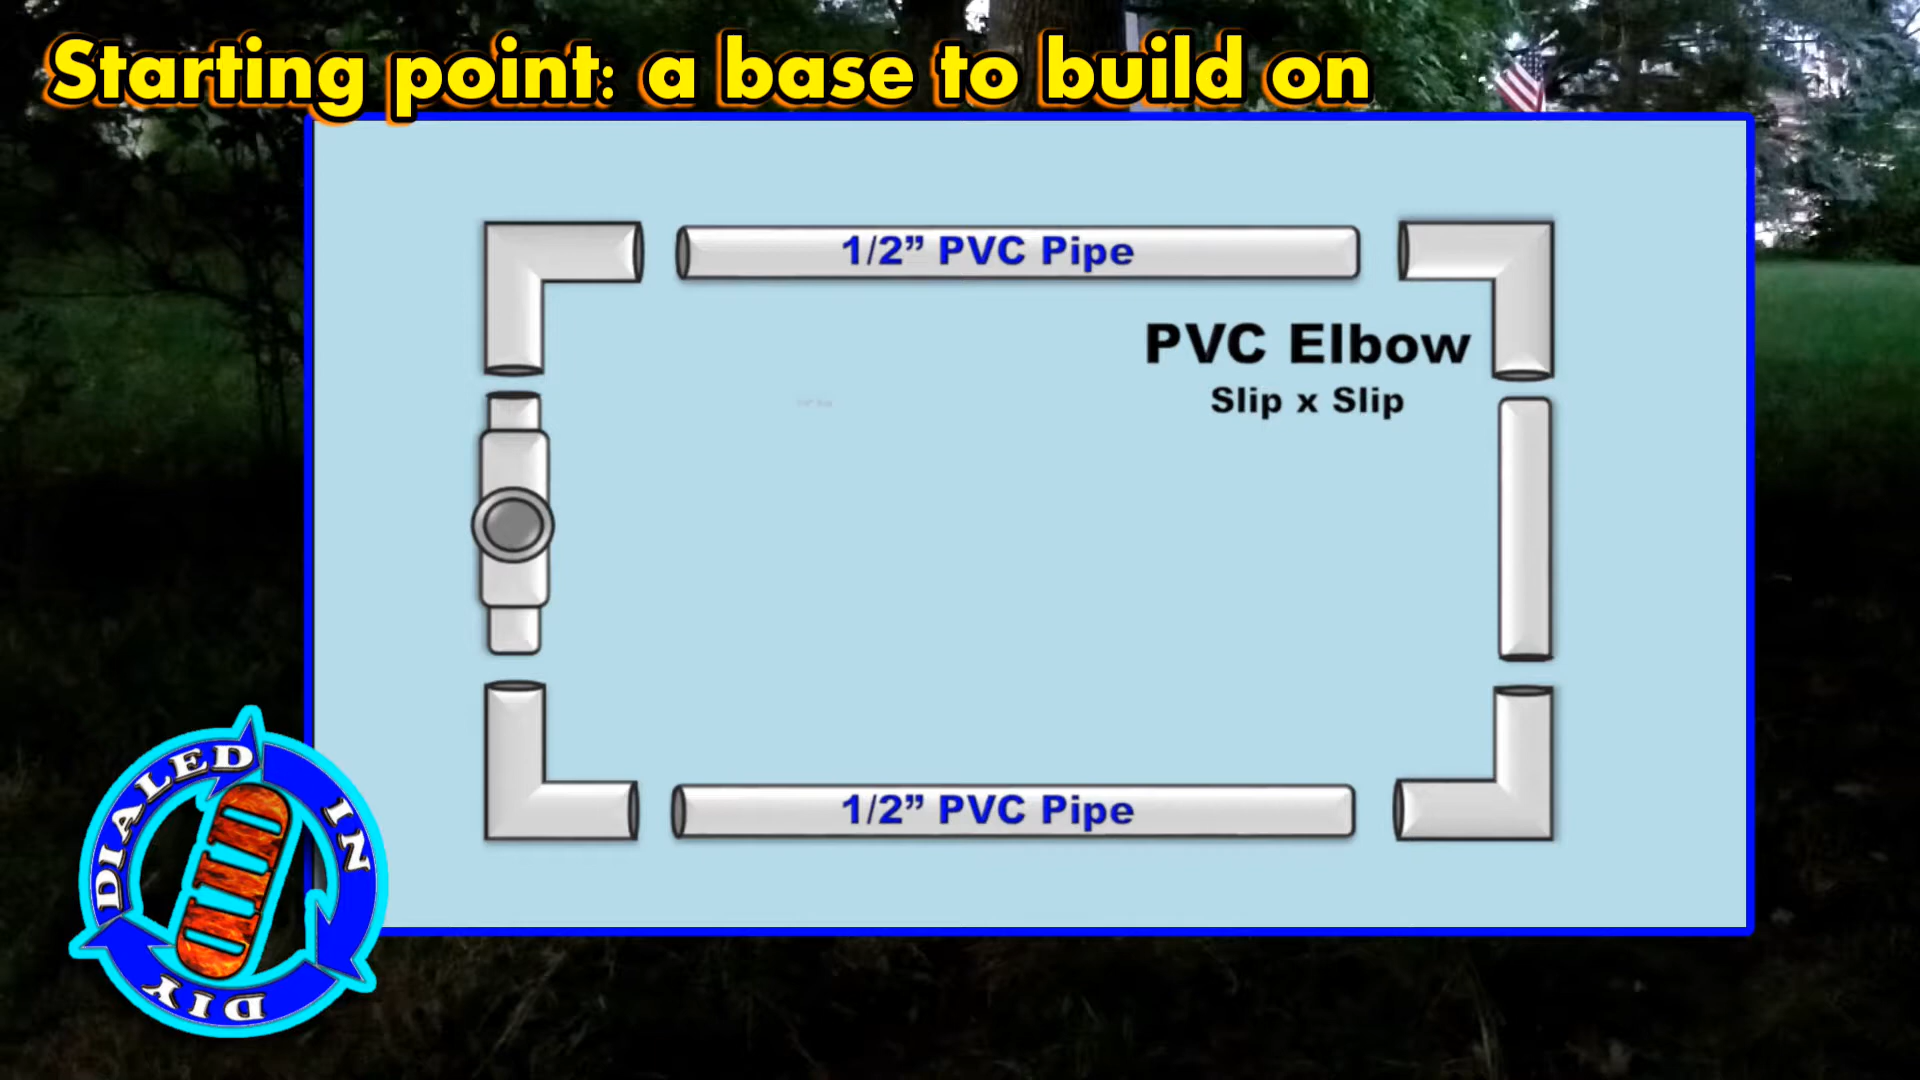 Starting point: a base to build on
1/2” PVC Pipe
PVC Elbow
Slip x Slip
1/2” PVC Pipe
DIALED IN DIY